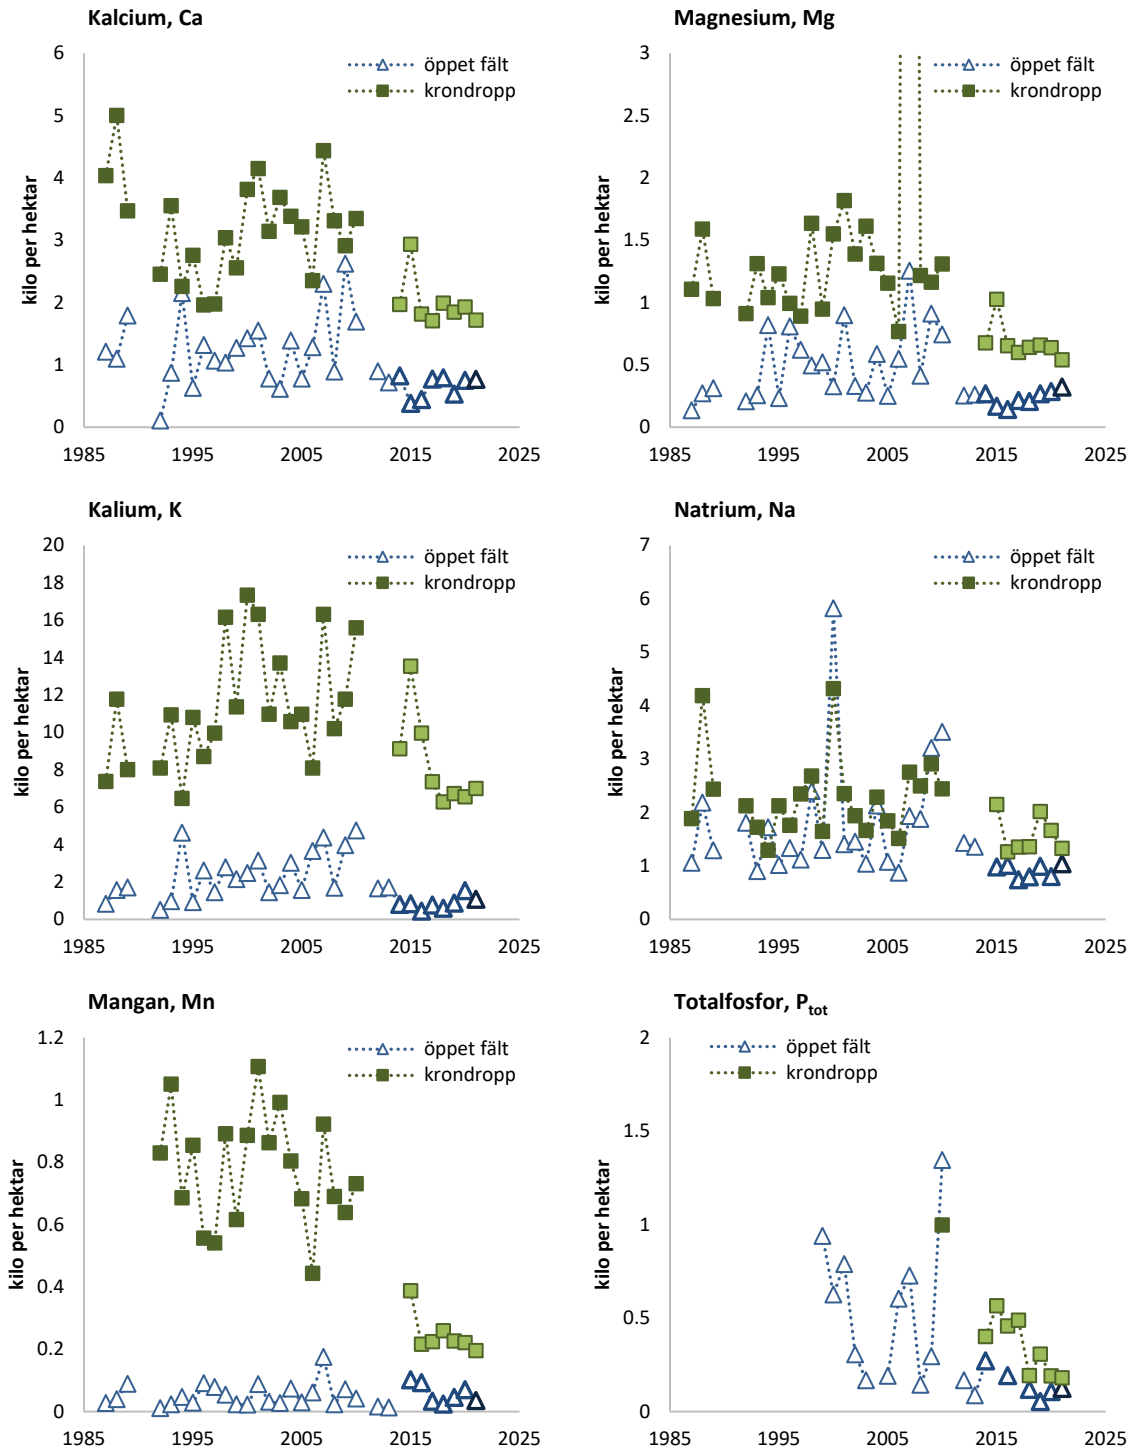 Kalcium, Ca
kilo per hektar
6
5
4
3
2
1
0
1985 1995 2005 2015 2025
öppet fält
krondropp
Magnesium, Mg
kilo per hektar
3
2.5
2
1.5
1
0.5
0
1985 1995 2005 2015 2025
öppet fält
krondropp
Kalium, K
kilo per hektar
20
18
16
14
12
10
8
6
4
2
0
1985 1995 2005 2015 2025
öppet fält
krondropp
Natrium, Na
kilo per hektar
7
6
5
4
3
2
1
0
1985 1995 2005 2015 2025
öppet fält
krondropp
Mangan, Mn
kilo per hektar
1.2
1
0.8
0.6
0.4
0.2
0
1985 1995 2005 2015 2025
öppet fält
krondropp
Totalfosfor, Ptot
kilo per hektar
2
1.5
1
0.5
0
1985 1995 2005 2015 2025
öppet fält
krondropp